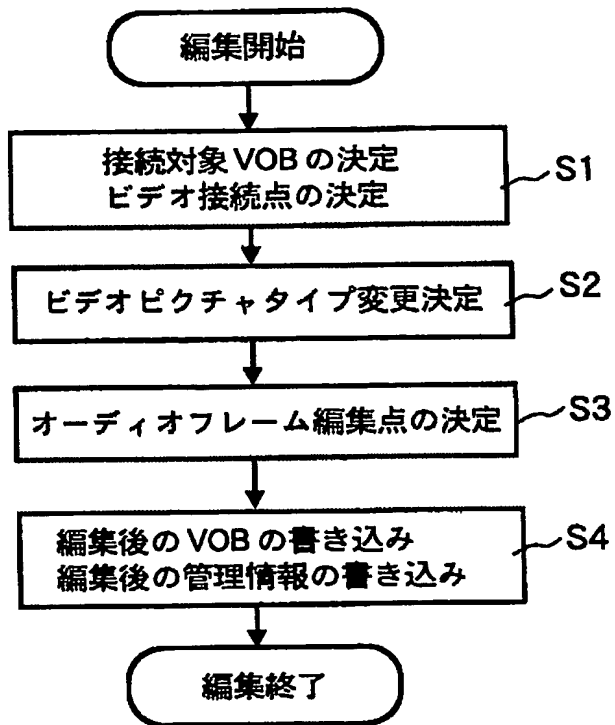 編集開始
接続対象VOBの決定
ビデオ接続点の決定
S1
ビデオピクチャタイプ変更決定
S2
オーディオフレーム編集点の決定
S3
編集後のVOBの書き込み
編集後の管理情報の書き込み
S4
編集終了